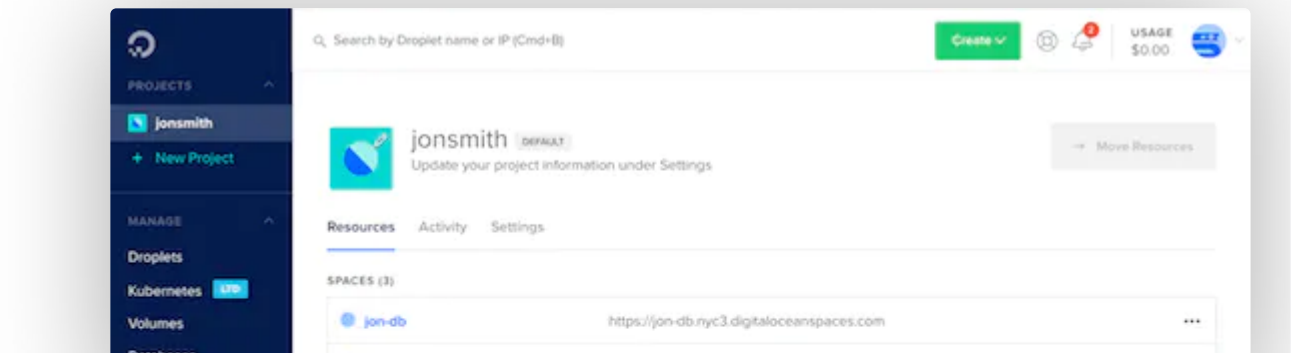 Search by Droplet name or IP (Cmd+B)
Create
2
USAGE
$0.00
PROJECTS
jonsmith
+ New Project
MANAGE
Droplets
Kubernetes LTD
Volumes
jonsmith DEFAULT
Update your project information under Settings
→ Move Resources
Resources Activity Settings
SPACES (3)
jon-db https://jon-db.nyc3.digitaloceanspaces.com ...